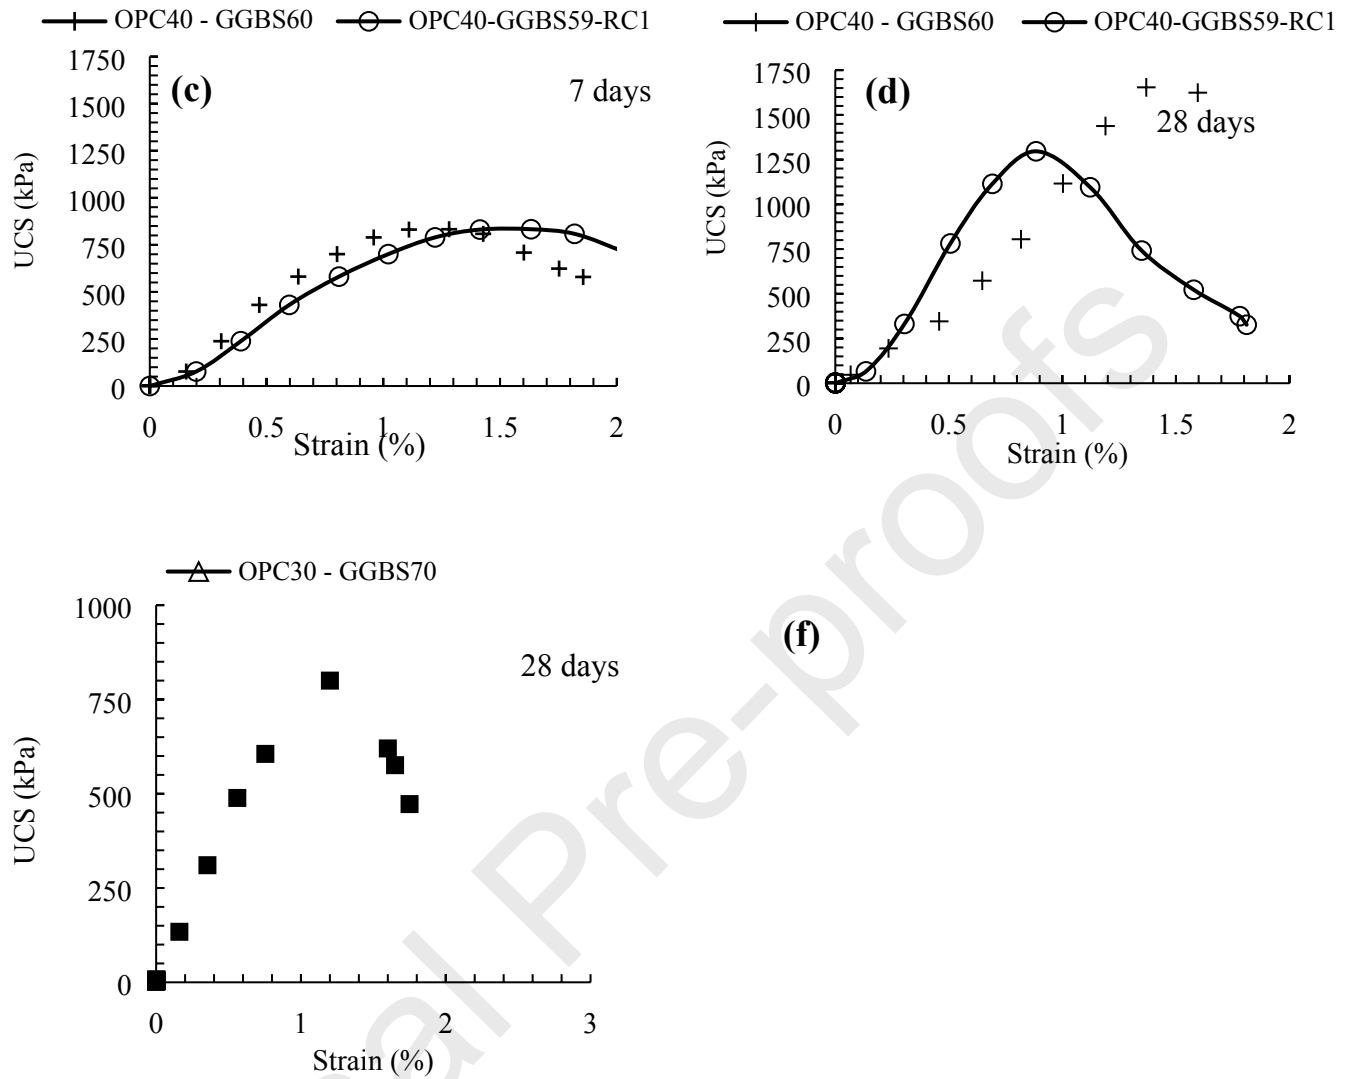 OPC40 - GGBS60 OPC40-GGBS59-RC1
1750
1500
1250
1000
750
500
250
0
UCS (kPa)
(c)
7 days
0 0.5 1 1.5 2
Strain (%)
OPC40 - GGBS60 OPC40-GGBS59-RC1
1750
1500
1250
1000
750
500
250
0
UCS (kPa)
(d)
28 days
0 0.5 1 1.5 2
Strain (%)
OPC30 - GGBS70
1000
750
500
250
0
UCS (kPa)
28 days
0 1 2 3
Strain (%)
(f)
al Pre-proofs